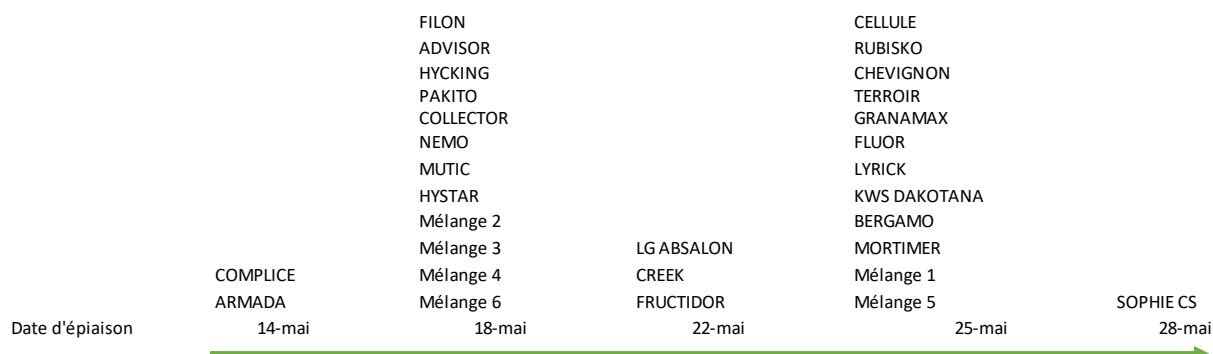 FILON CELLULE
ADVISOR RUBISKO
HYCKING CHEVIGNON
PAKITO TERROIR
COLLECTOR GRANAMAX
NEMO FLUOR
MUTIC LYRICK
HYSTAR KWS DAKOTANA
Mélange 2 BERGAMO
Mélange 3 LG ABSALON MORTIMER
COMPLICE Mélange 4 CREEK Mélange 1
ARMADA Mélange 6 FRUCTIDOR Mélange 5 SOPHIE CS
Date d'épiaison 14-mai 18-mai 22-mai 25-mai 28-mai